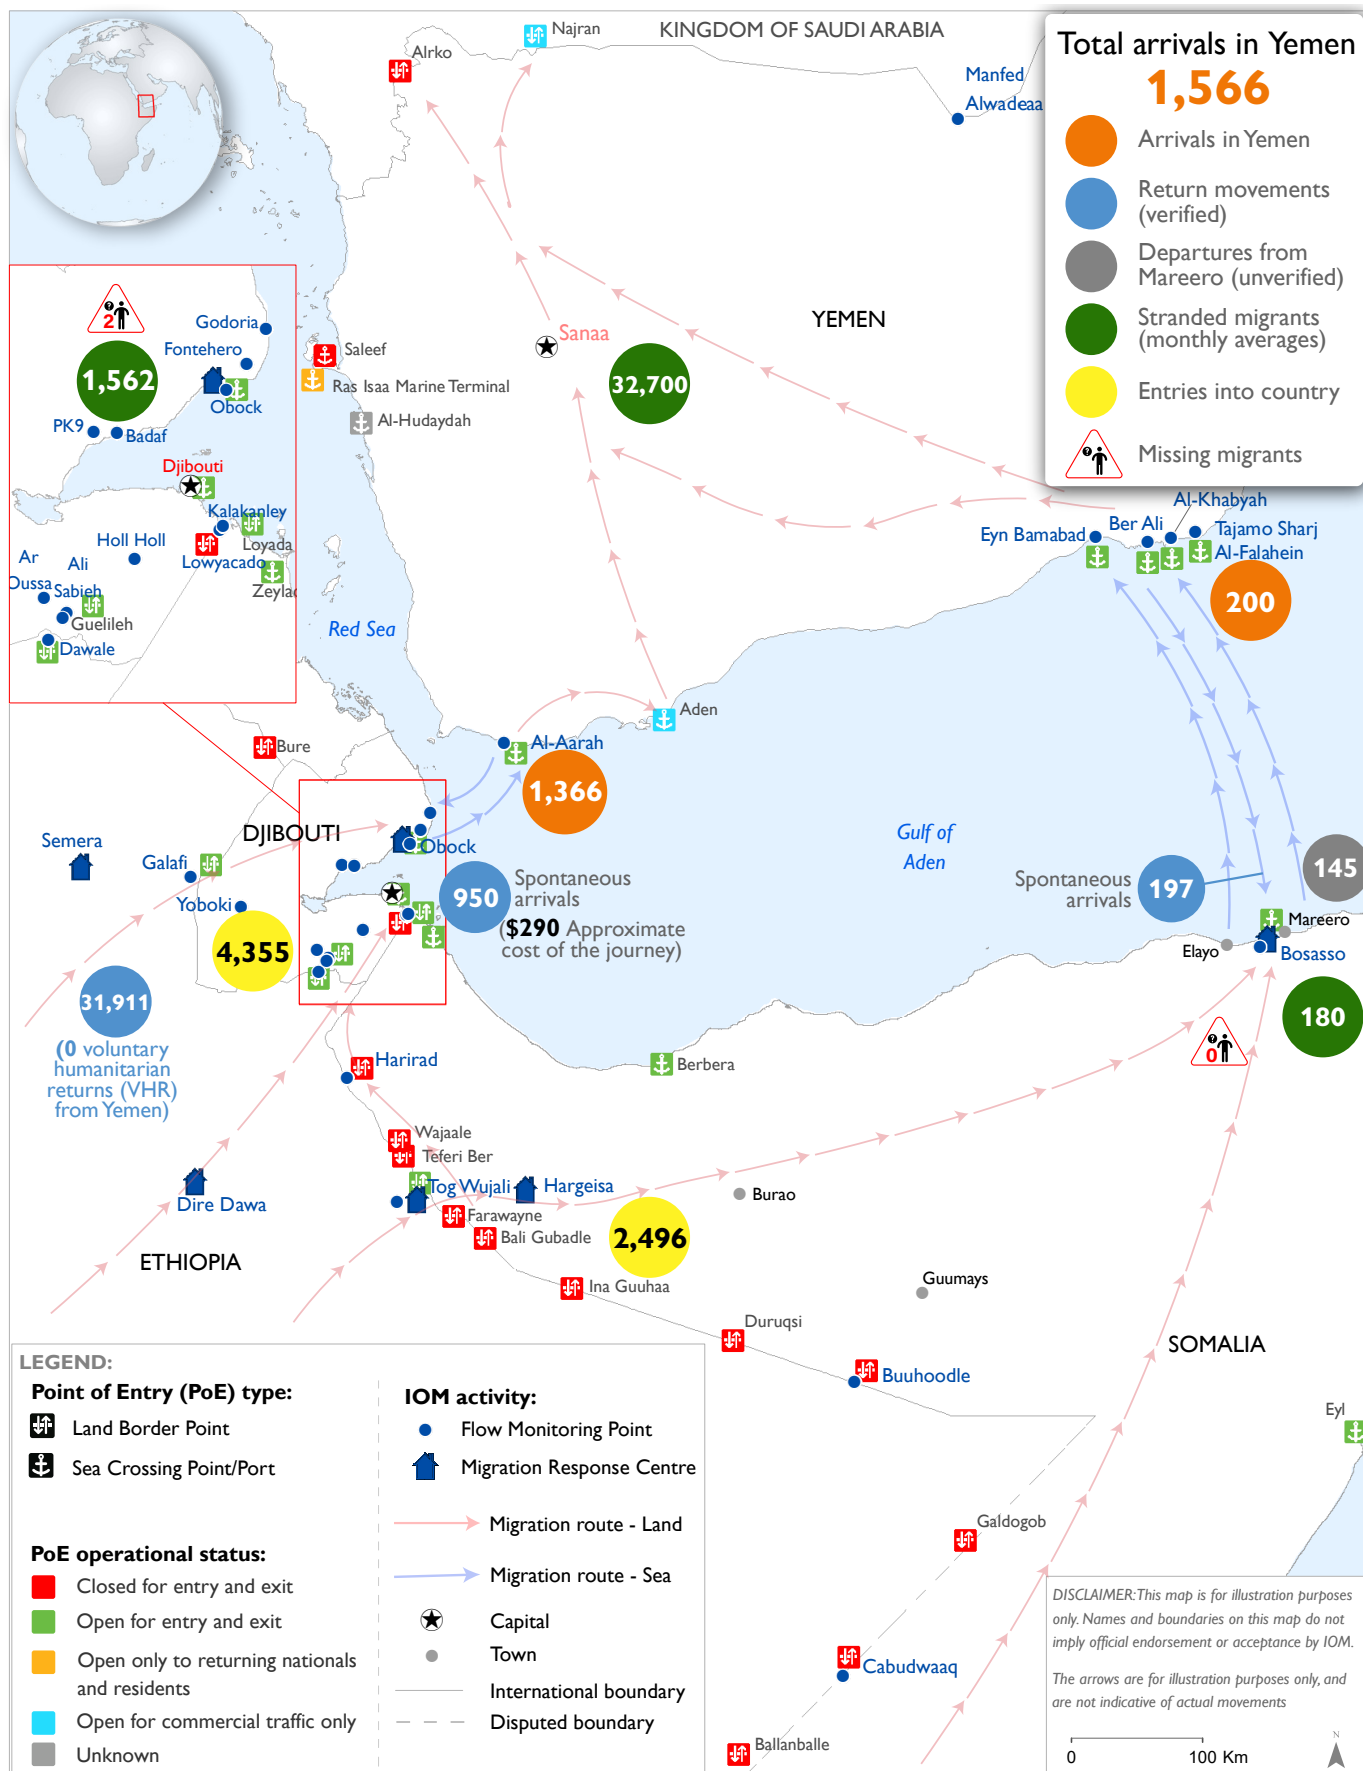 KINGDOM OF SAUDI ARABIA
Najran
Alrko
Manfed
Alwadeaa
Total arrivals in Yemen
1,566
Arrivals in Yemen
Return movements
(verified)
Departures from
Mareero (unverified)
Stranded migrants
(monthly averages)
Entries into country
Missing migrants
2
1,562
Godoria
Fontehero
Obock
PK9
Badaf
Djibouti
Kalakanley
Loyada
Holl Holl
Lowyacado
Ar
Oussa
Ali
Sabieh
Guelileh
Dawale
Saleef
Ras Isaa Marine Terminal
Al-Hudaydah
Sanaa
YEMEN
32,700
Al-Khabyah
Eyn Bamabad
Ber Ali
Tajamo Sharj
Al-Falahein
200
Red Sea
Aden
Al-Aarah
1,366
Bure
DJIBOUTI
Obock
Semera
Galafi
Yoboki
4,355
950
Spontaneous
arrivals
($290 Approximate
cost of the journey)
Gulf of
Aden
Spontaneous
arrivals
197
145
Mareero
Elayo
Bosasso
180
0
31,911
(0 voluntary
humanitarian
returns (VHR)
from Yemen)
Harirad
Berbera
Wajaale
Teferi Ber
Tog Wujali
Hargeisa
Burao
Dire Dawa
Farawayne
Bali Gubadle
2,496
ETHIOPIA
Ina Guuhaa
Guumays
Duruqsi
SOMALIA
Buuhoodle
Eyl
Galdogob
Cabudwaaq
Ballanballe
LEGEND:
Point of Entry (PoE) type:
Land Border Point
Sea Crossing Point/Port
PoE operational status:
Closed for entry and exit
Open for entry and exit
Open only to returning nationals
and residents
Open for commercial traffic only
Unknown
IOM activity:
Flow Monitoring Point
Migration Response Centre
Migration route - Land
Migration route - Sea
Capital
Town
International boundary
Disputed boundary
DISCLAIMER: This map is for illustration purposes
only. Names and boundaries on this map do not
imply official endorsement or acceptance by IOM.
The arrows are for illustration purposes only, and
are not indicative of actual movements
0 100 Km
N